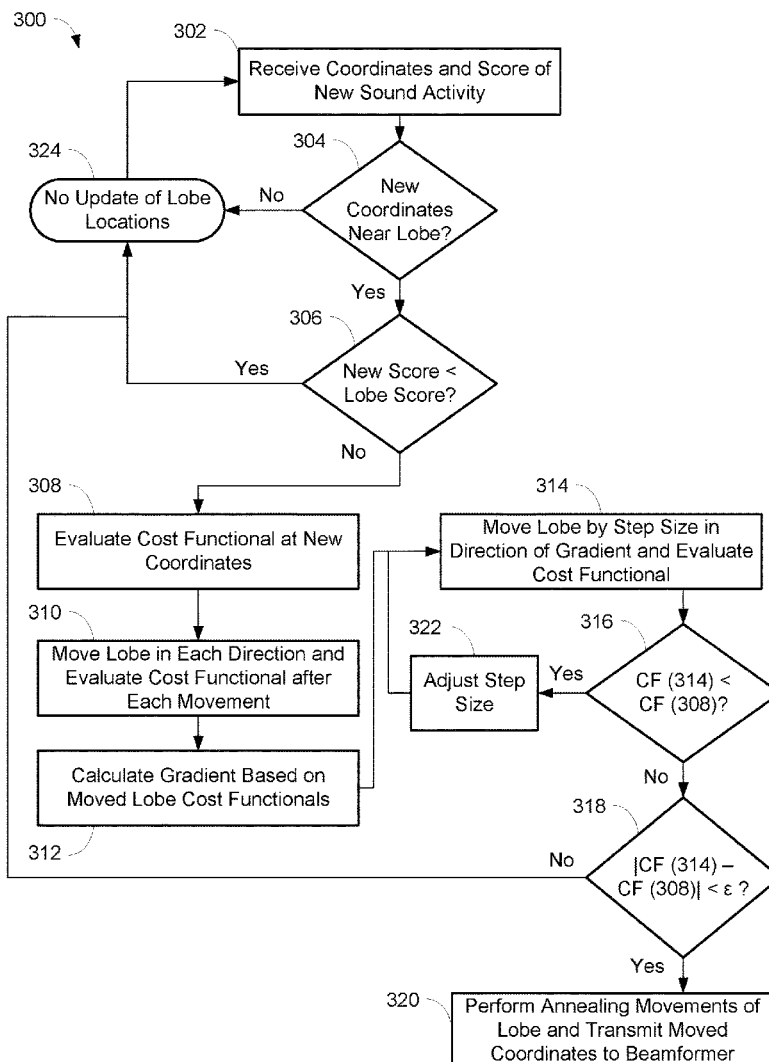 300
302
Receive Coordinates and Score of
New Sound Activity
304
324
New
Coordinates
Near Lobe?
No
No Update of Lobe
Locations
Yes
306
New Score <
Lobe Score?
Yes
No
308
Evaluate Cost Functional at New
Coordinates
314
Move Lobe by Step Size in
Direction of Gradient and Evaluate
Cost Functional
310
Move Lobe in Each Direction and
Evaluate Cost Functional after
Each Movement
322
Adjust Step
Size
316
Yes
CF (314) <
CF (308)?
Calculate Gradient Based on
Moved Lobe Cost Functionals
312
No
318
No
|CF (314) –
CF (308)| < ε ?
Yes
320
Perform Annealing Movements of
Lobe and Transmit Moved
Coordinates to Beamformer